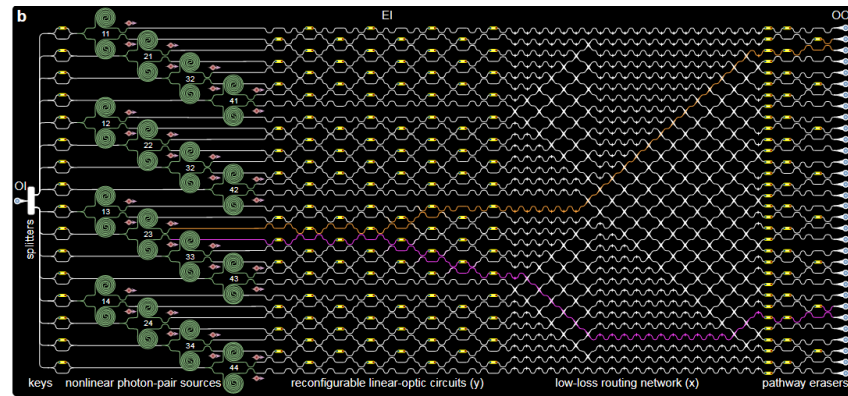 b
EI
OC
11
21
32
41
12
22
32
42
OI
splitters
13
23
33
43
14
24
34
44
keys
nonlinear photon-pair sources
reconfigurable linear-optic circuits (y)
low-loss routing network (x)
pathway erasers